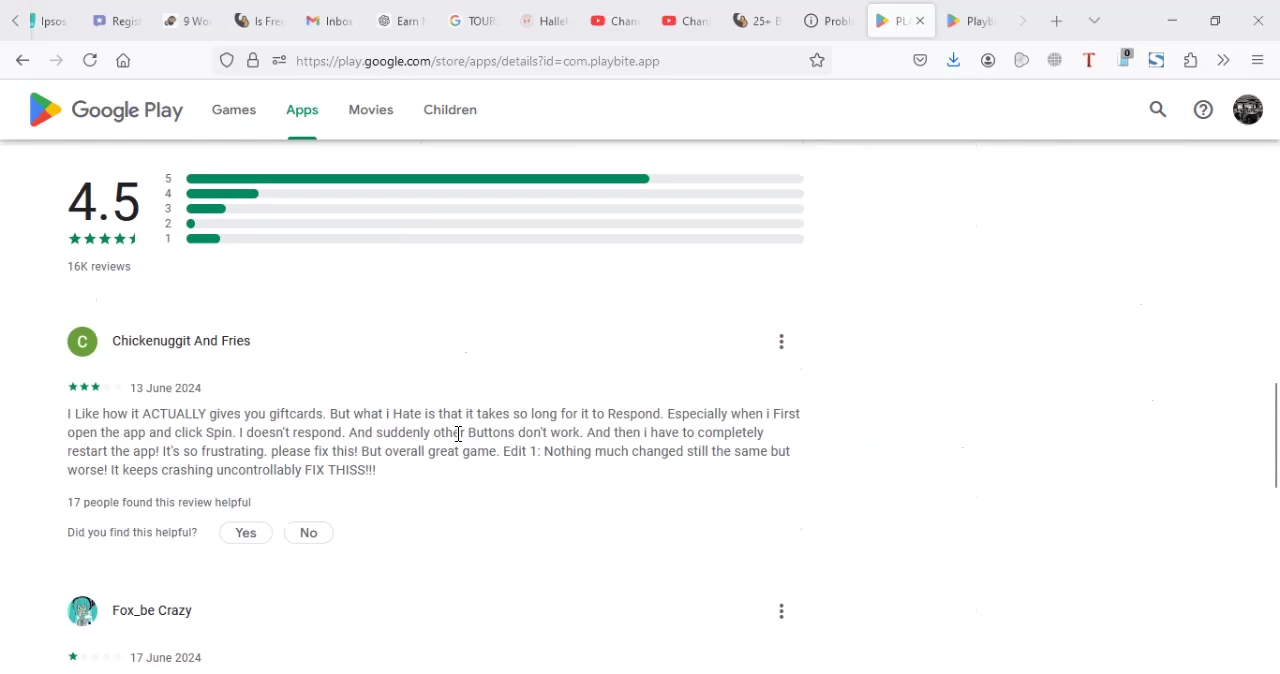 Ipsos
Regist
9 Wo
Is Fre
Inbox
Earn
TOUR
Hallel
Chan
Chan
25+ B
Proble
PL
Playbi
https://play.google.com/store/apps/details?id=com.playbite.app
0
T
S
Google Play
Games
Apps
Movies
Children
4.5
5
4
3
2
1
16K reviews
C
Chickenuggit And Fries
13 June 2024
I Like how it ACTUALLY gives you giftcards. But what i Hate is that it takes so long for it to Respond. Especially when i First
open the app and click Spin. I doesn't respond. And suddenly other Buttons don't work. And then i have to completely
restart the app! It's so frustrating. please fix this! But overall great game. Edit 1: Nothing much changed still the same but
worse! It keeps crashing uncontrollably FIX THISS!!!
17 people found this review helpful
Did you find this helpful?
Yes
No
Fox_be Crazy
17 June 2024